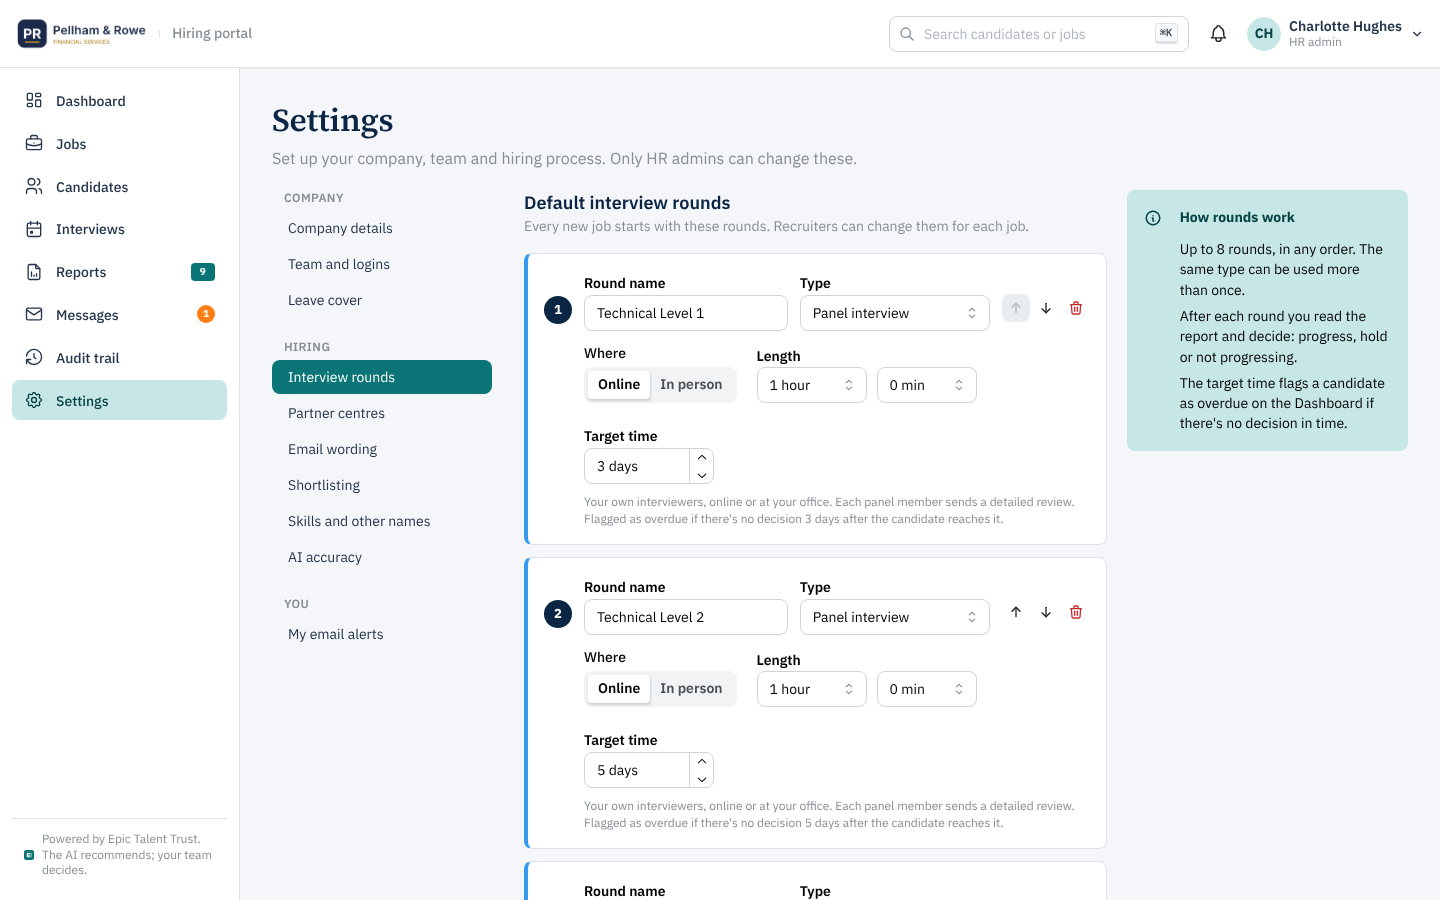 PR
Pellham & Rowe
FINANCIAL SERVICES
Hiring portal
Search candidates or jobs
⌘K
CH
Charlotte Hughes
HR admin
Dashboard
Jobs
Candidates
Interviews
Reports
9
Messages
1
Audit trail
Settings
Powered by Epic Talent Trust.
The AI recommends; your team
decides.
Settings
Set up your company, team and hiring process. Only HR admins can change these.
COMPANY
Company details
Team and logins
Leave cover
HIRING
Interview rounds
Partner centres
Email wording
Shortlisting
Skills and other names
AI accuracy
YOU
My email alerts
Default interview rounds
Every new job starts with these rounds. Recruiters can change them for each job.
1
Round name
Type
Technical Level 1
Panel interview
Where
Length
Online
In person
1 hour
0 min
Target time
3 days
Your own interviewers, online or at your office. Each panel member sends a detailed review.
Flagged as overdue if there's no decision 3 days after the candidate reaches it.
2
Round name
Type
Technical Level 2
Panel interview
Where
Length
Online
In person
1 hour
0 min
Target time
5 days
Your own interviewers, online or at your office. Each panel member sends a detailed review.
Flagged as overdue if there's no decision 5 days after the candidate reaches it.
Round name
Type
How rounds work
Up to 8 rounds, in any order. The
same type can be used more
than once.
After each round you read the
report and decide: progress, hold
or not progressing.
The target time flags a candidate
as overdue on the Dashboard if
there's no decision in time.